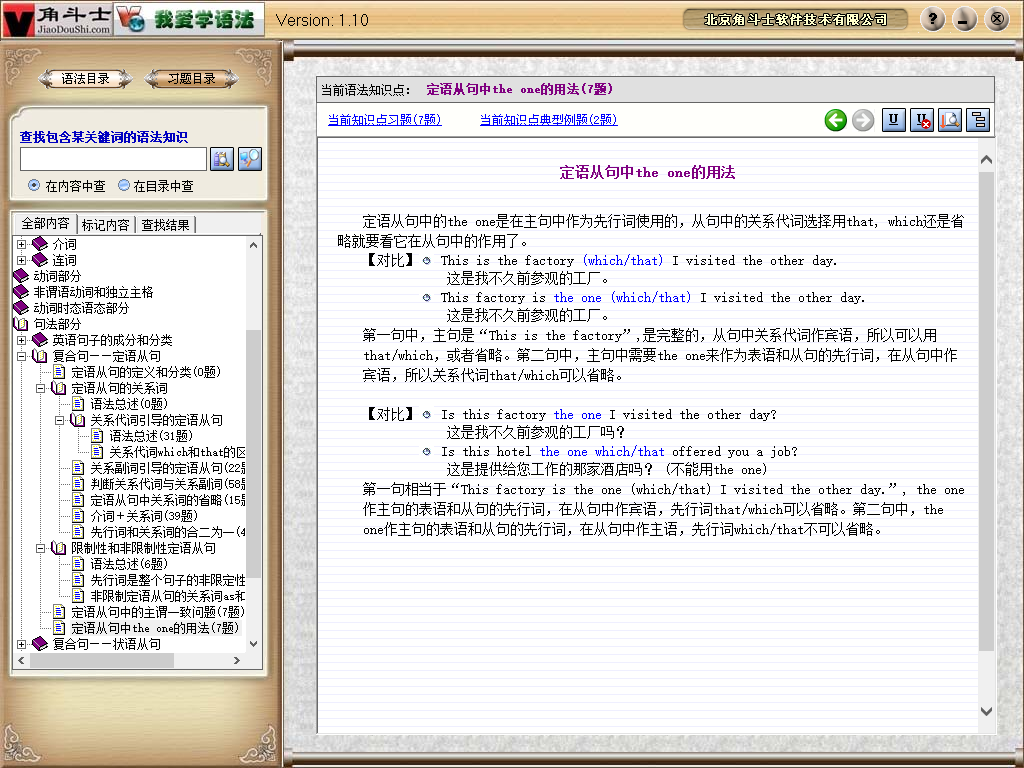 角斗士
JiaoDouShi.com
我爱学语法
Version: 1.10
北京角斗士软件技术有限公司
?
语法目录
习题目录
查找包含某关键词的语法知识
在内容中查
在目录中查
全部内容
标记内容
查找结果
介词
连词
动词部分
非谓语动词和独立主格
动词时态语态部分
句法部分
英语句子的成分和分类
复合句－－定语从句
定语从句的定义和分类(0题)
定语从句的关系词
语法总述(0题)
关系代词引导的定语从句
语法总述(31题)
关系代词which和that的区
关系副词引导的定语从句(22题
判断关系代词与关系副词(58题
定语从句中关系词的省略(15题
介词＋关系词(39题)
先行词和关系词的合二为一(4
限制性和非限制性定语从句
语法总述(6题)
先行词是整个句子的非限定性
非限制定语从句的关系词as和
定语从句中的主谓一致问题(7题)
定语从句中the one的用法(7题)
复合句－－状语从句
当前语法知识点: 定语从句中the one的用法(7题)
当前知识点习题(7题)
当前知识点典型例题(2题)
U
U
定语从句中the one的用法
定语从句中的the one是在主句中作为先行词使用的，从句中的关系代词选择用that, which还是省
略就要看它在从句中的作用了。
【对比】 This is the factory (which/that) I visited the other day.
这是我不久前参观的工厂。
This factory is the one (which/that) I visited the other day.
这是我不久前参观的工厂。
第一句中，主句是“This is the factory”,是完整的，从句中关系代词作宾语，所以可以用
that/which，或者省略。第二句中，主句中需要the one来作为表语和从句的先行词，在从句中作
宾语，所以关系代词that/which可以省略。
【对比】 Is this factory the one I visited the other day?
这是我不久前参观的工厂吗?
Is this hotel the one which/that offered you a job?
这是提供给您工作的那家酒店吗? (不能用the one)
第一句相当于“This factory is the one (which/that) I visited the other day.”, the one
作主句的表语和从句的先行词，在从句中作宾语，先行词that/which可以省略。第二句中，the
one作主句的表语和从句的先行词，在从句中作主语，先行词which/that不可以省略。